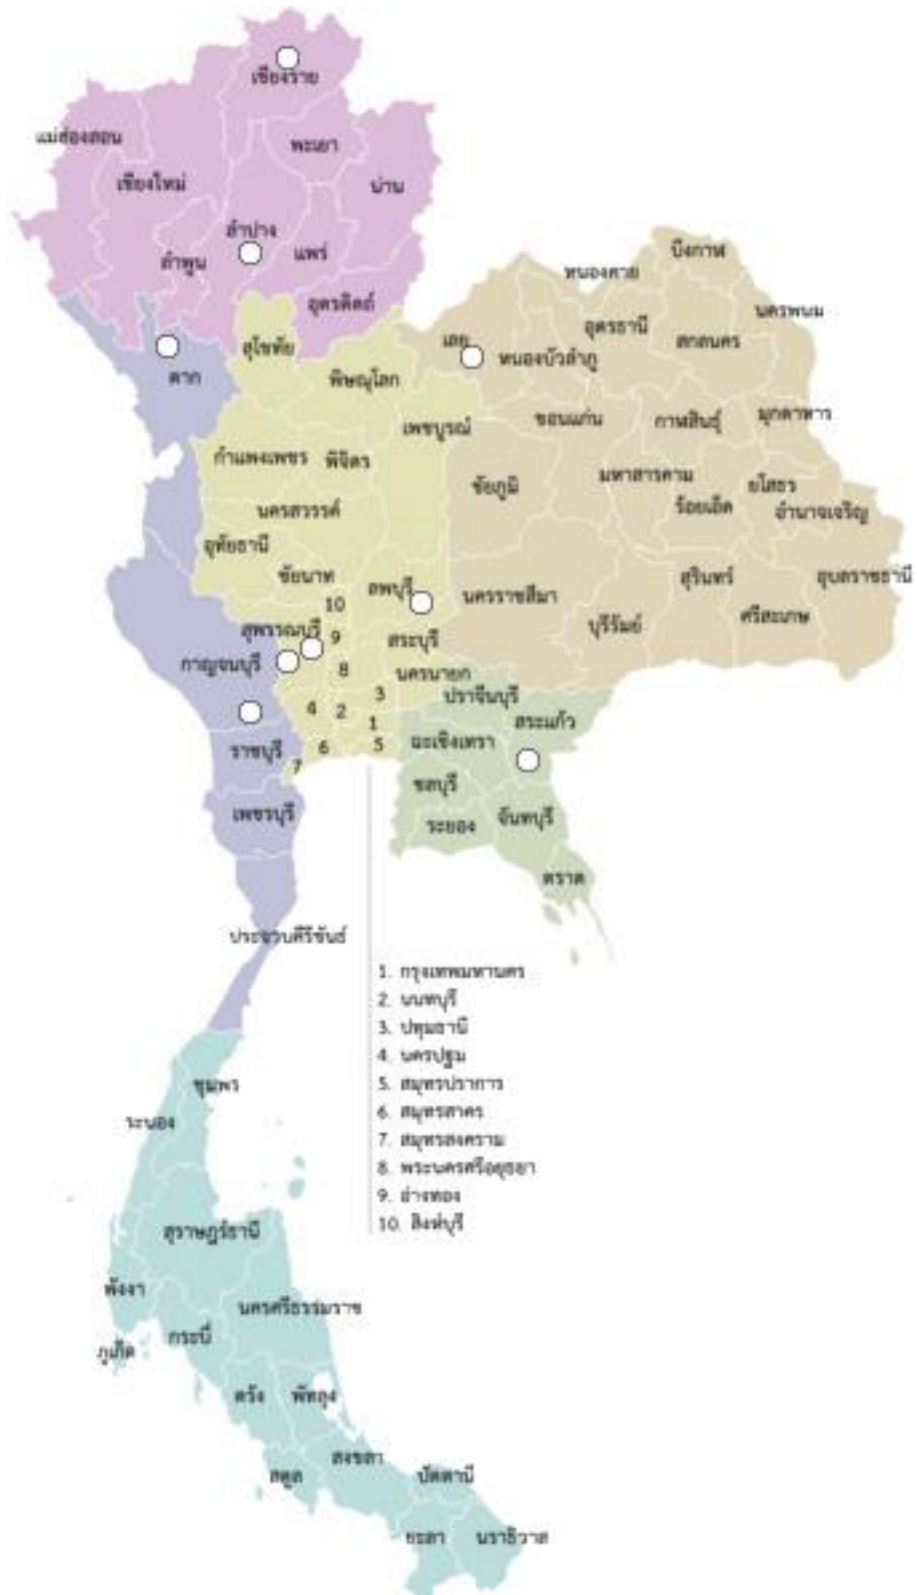 เชียงราย
แม่ฮ่องสอน
พะเยา
เชียงใหม่
น่าน
ลำปาง
แพร่
ลำพูน
บึงกาฬ
หนองคาย
อุตรดิตถ์
นครพนม
สุโขทัย
อุดรธานี
เลย
สกลนคร
หนองบัวลำภู
ตาก
พิษณุโลก
เพชบูรณ์
ขอนแก่น
กาฬสินธุ์
มุกดาหาร
กำแพงเพชร
พิจิตร
ชัยภูมิ
มหาสารคาม
ยโสธร
นครสวรรค์
ร้อยเอ็ด
อำนาจเจริญ
อุทัยธานี
ชัยนาท
ลพบุรี
นครราชสีมา
สุรินทร์
อุบลราชธานี
10
สุพรรณบุรี
9
สระบุรี
บุรีรัมย์
ศรีสะเกษ
กาญจนบุรี
8
นครนายก
3
ปราจีนบุรี
4
2
1
สระแก้ว
ราชบุรี
6
5
ฉะเชิงเทรา
7
ชลบุรี
เพชรบุรี
ระยอง
จันทบุรี
ตราด
ประจวบคีรีขันธ์
1. กรุงเทพมหานคร
2. นนทบุรี
3. ปทุมธานี
4. นครปฐม
5. สมุทรปราการ
6. สมุทรสาคร
7. สมุทรสงคราม
8. พระนครศรีอยุธยา
9. อ่างทอง
10. สิงห์บุรี
ชุมพร
ระนอง
สุราษฎร์ธานี
พังงา
นครศรีธรรมราช
กระบี่
ภูเก็ต
ตรัง
พัทลุง
สงขลา
สตูล
ปัตตานี
ยะลา
นราธิวาส